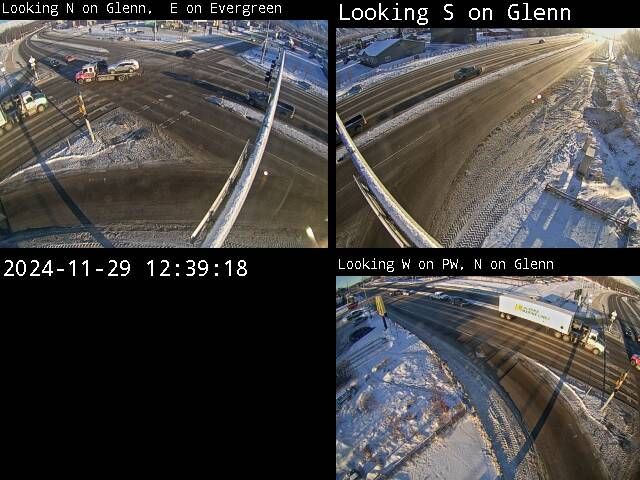 Looking N on Glenn,  E on Evergreen
Looking S on Glenn
2024-11-29 12:39:18
Looking W on PW, N on Glenn